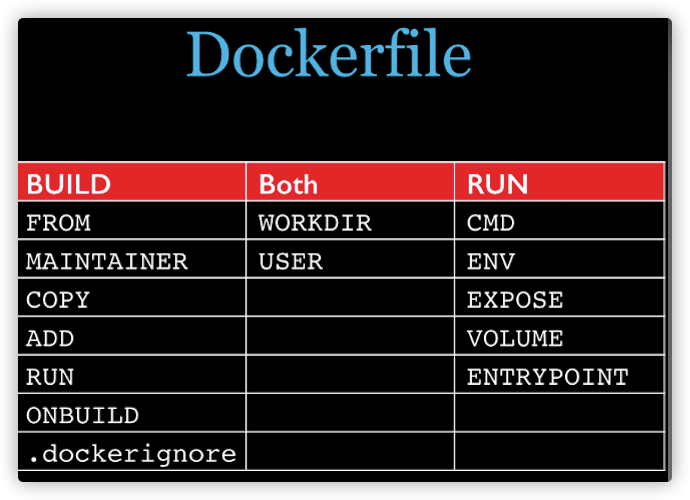 Dockerfile
BUILD Both RUN
FROM WORKDIR CMD
MAINTAINER USER ENV
COPY EXPOSE
ADD VOLUME
RUN ENTRYPOINT
ONBUILD
.dockerignore